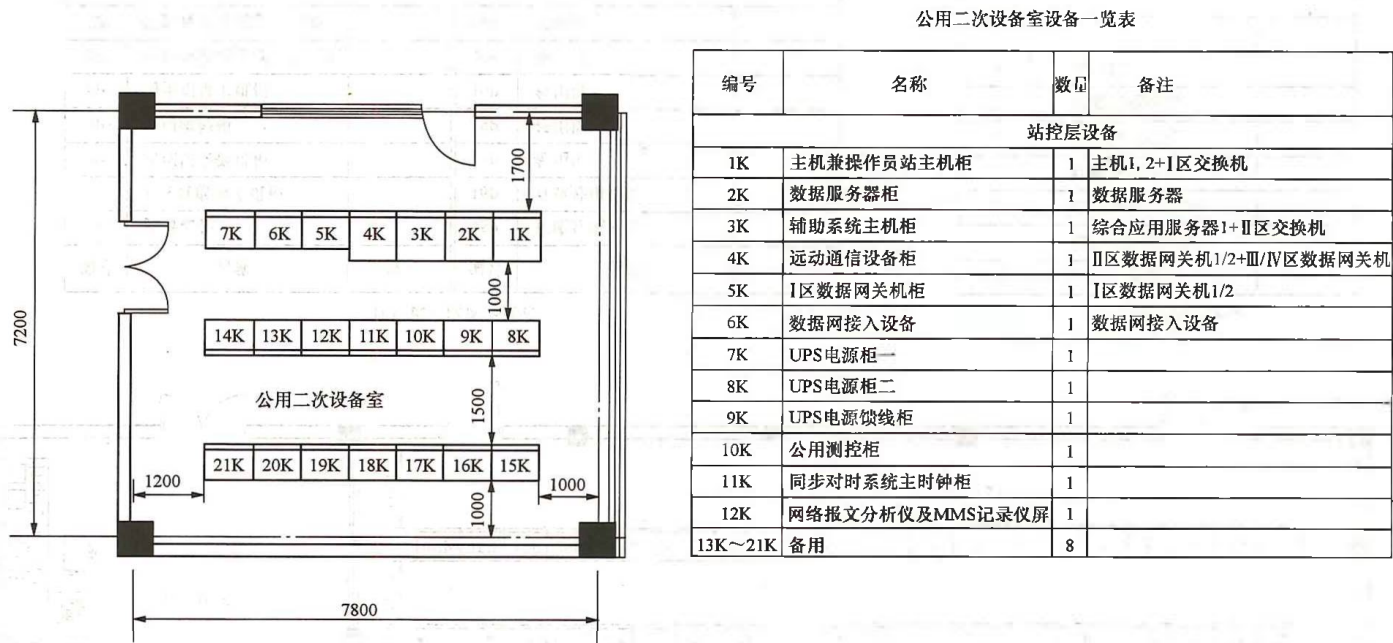 公用二次设备室设备一览表
编号 名称 数量 备注
站控层设备
1K 主机兼操作员站主机柜 1 主机1, 2+Ⅰ区交换机
2K 数据服务器柜 1 数据服务器
3K 辅助系统主机柜 1 综合应用服务器1+Ⅱ区交换机
4K 远动通信设备柜 1 Ⅱ区数据网关机1/2+Ⅲ/Ⅳ区数据网关机
5K Ⅰ区数据网关机柜 1 Ⅰ区数据网关机1/2
6K 数据网接入设备 1 数据网接入设备
7K UPS电源柜一 1
8K UPS电源柜二 1
9K UPS电源馈线柜 1
10K 公用测控柜 1
11K 同步对时系统主时钟柜 1
12K 网络报文分析仪及MMS记录仪屏 1
13K～21K 备用 8
1700
7K 6K 5K 4K 3K 2K 1K
1000
7200
14K 13K 12K 11K 10K 9K 8K
公用二次设备室
1500
21K 20K 19K 18K 17K 16K 15K
1200
1000
1000
7800